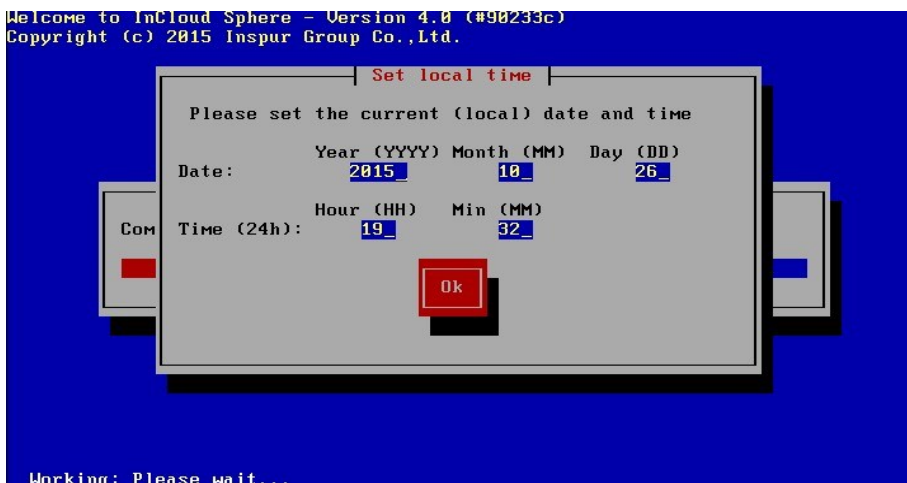 Welcome to InCloud Sphere - Version 4.0 (#90233c)
Copyright (c) 2015 Inspur Group Co.,Ltd.
Set local time
Please set the current (local) date and time
Year (YYYY) Month (MM) Day (DD)
Date: 2015_ 10_ 26_
Hour (HH) Min (MM)
Com Time (24h): 19_ 32_
Ok
Working: Please wait...